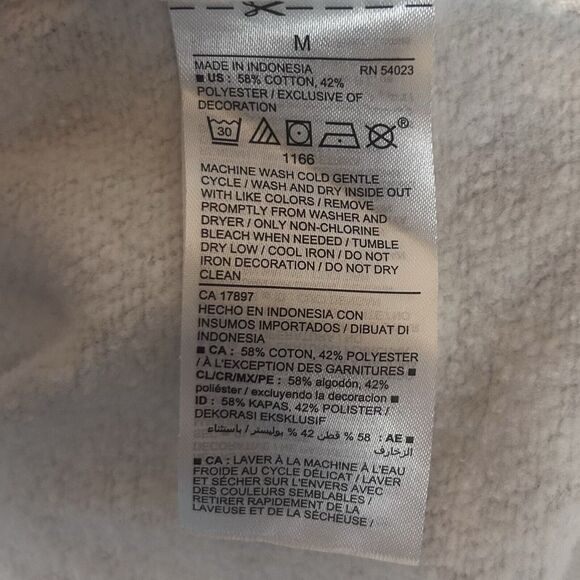 M
MADE IN INDONESIA RN 54023
■ US : 58% COTTON, 42%
POLYESTER / EXCLUSIVE OF
DECORATION
30 ®
1166
MACHINE WASH COLD GENTLE
CYCLE / WASH AND DRY INSIDE OUT
WITH LIKE COLORS / REMOVE
PROMPTLY FROM WASHER AND
DRYER / ONLY NON-CHLORINE
BLEACH WHEN NEEDED / TUMBLE
DRY LOW / COOL IRON / DO NOT
IRON DECORATION / DO NOT DRY
CLEAN
CA 17897
HECHO EN INDONESIA CON
INSUMOS IMPORTADOS / DIBUAT DI
INDONESIA
■ CA : 58% COTON, 42% POLYESTER
/ À L'EXCEPTION DES GARNITURES ■
CL/CR/MX/PE : 58% algodón, 42%
poliéster / excluyendo la decoracion ■
ID : 58% KAPAS, 42% POLISTER /
DEKORASI EKSKLUSIF
■ AE : 58 % قطن 42 % بوليستر / باستثناء
الزخارف
■ CA : LAVER À LA MACHINE À L'EAU
FROIDE AU CYCLE DÉLICAT / LAVER
ET SÉCHER SUR L'ENVERS AVEC
DES COULEURS SEMBLABLES /
RETIRER RAPIDEMENT DE LA
LAVEUSE ET DE LA SÉCHEUSE /